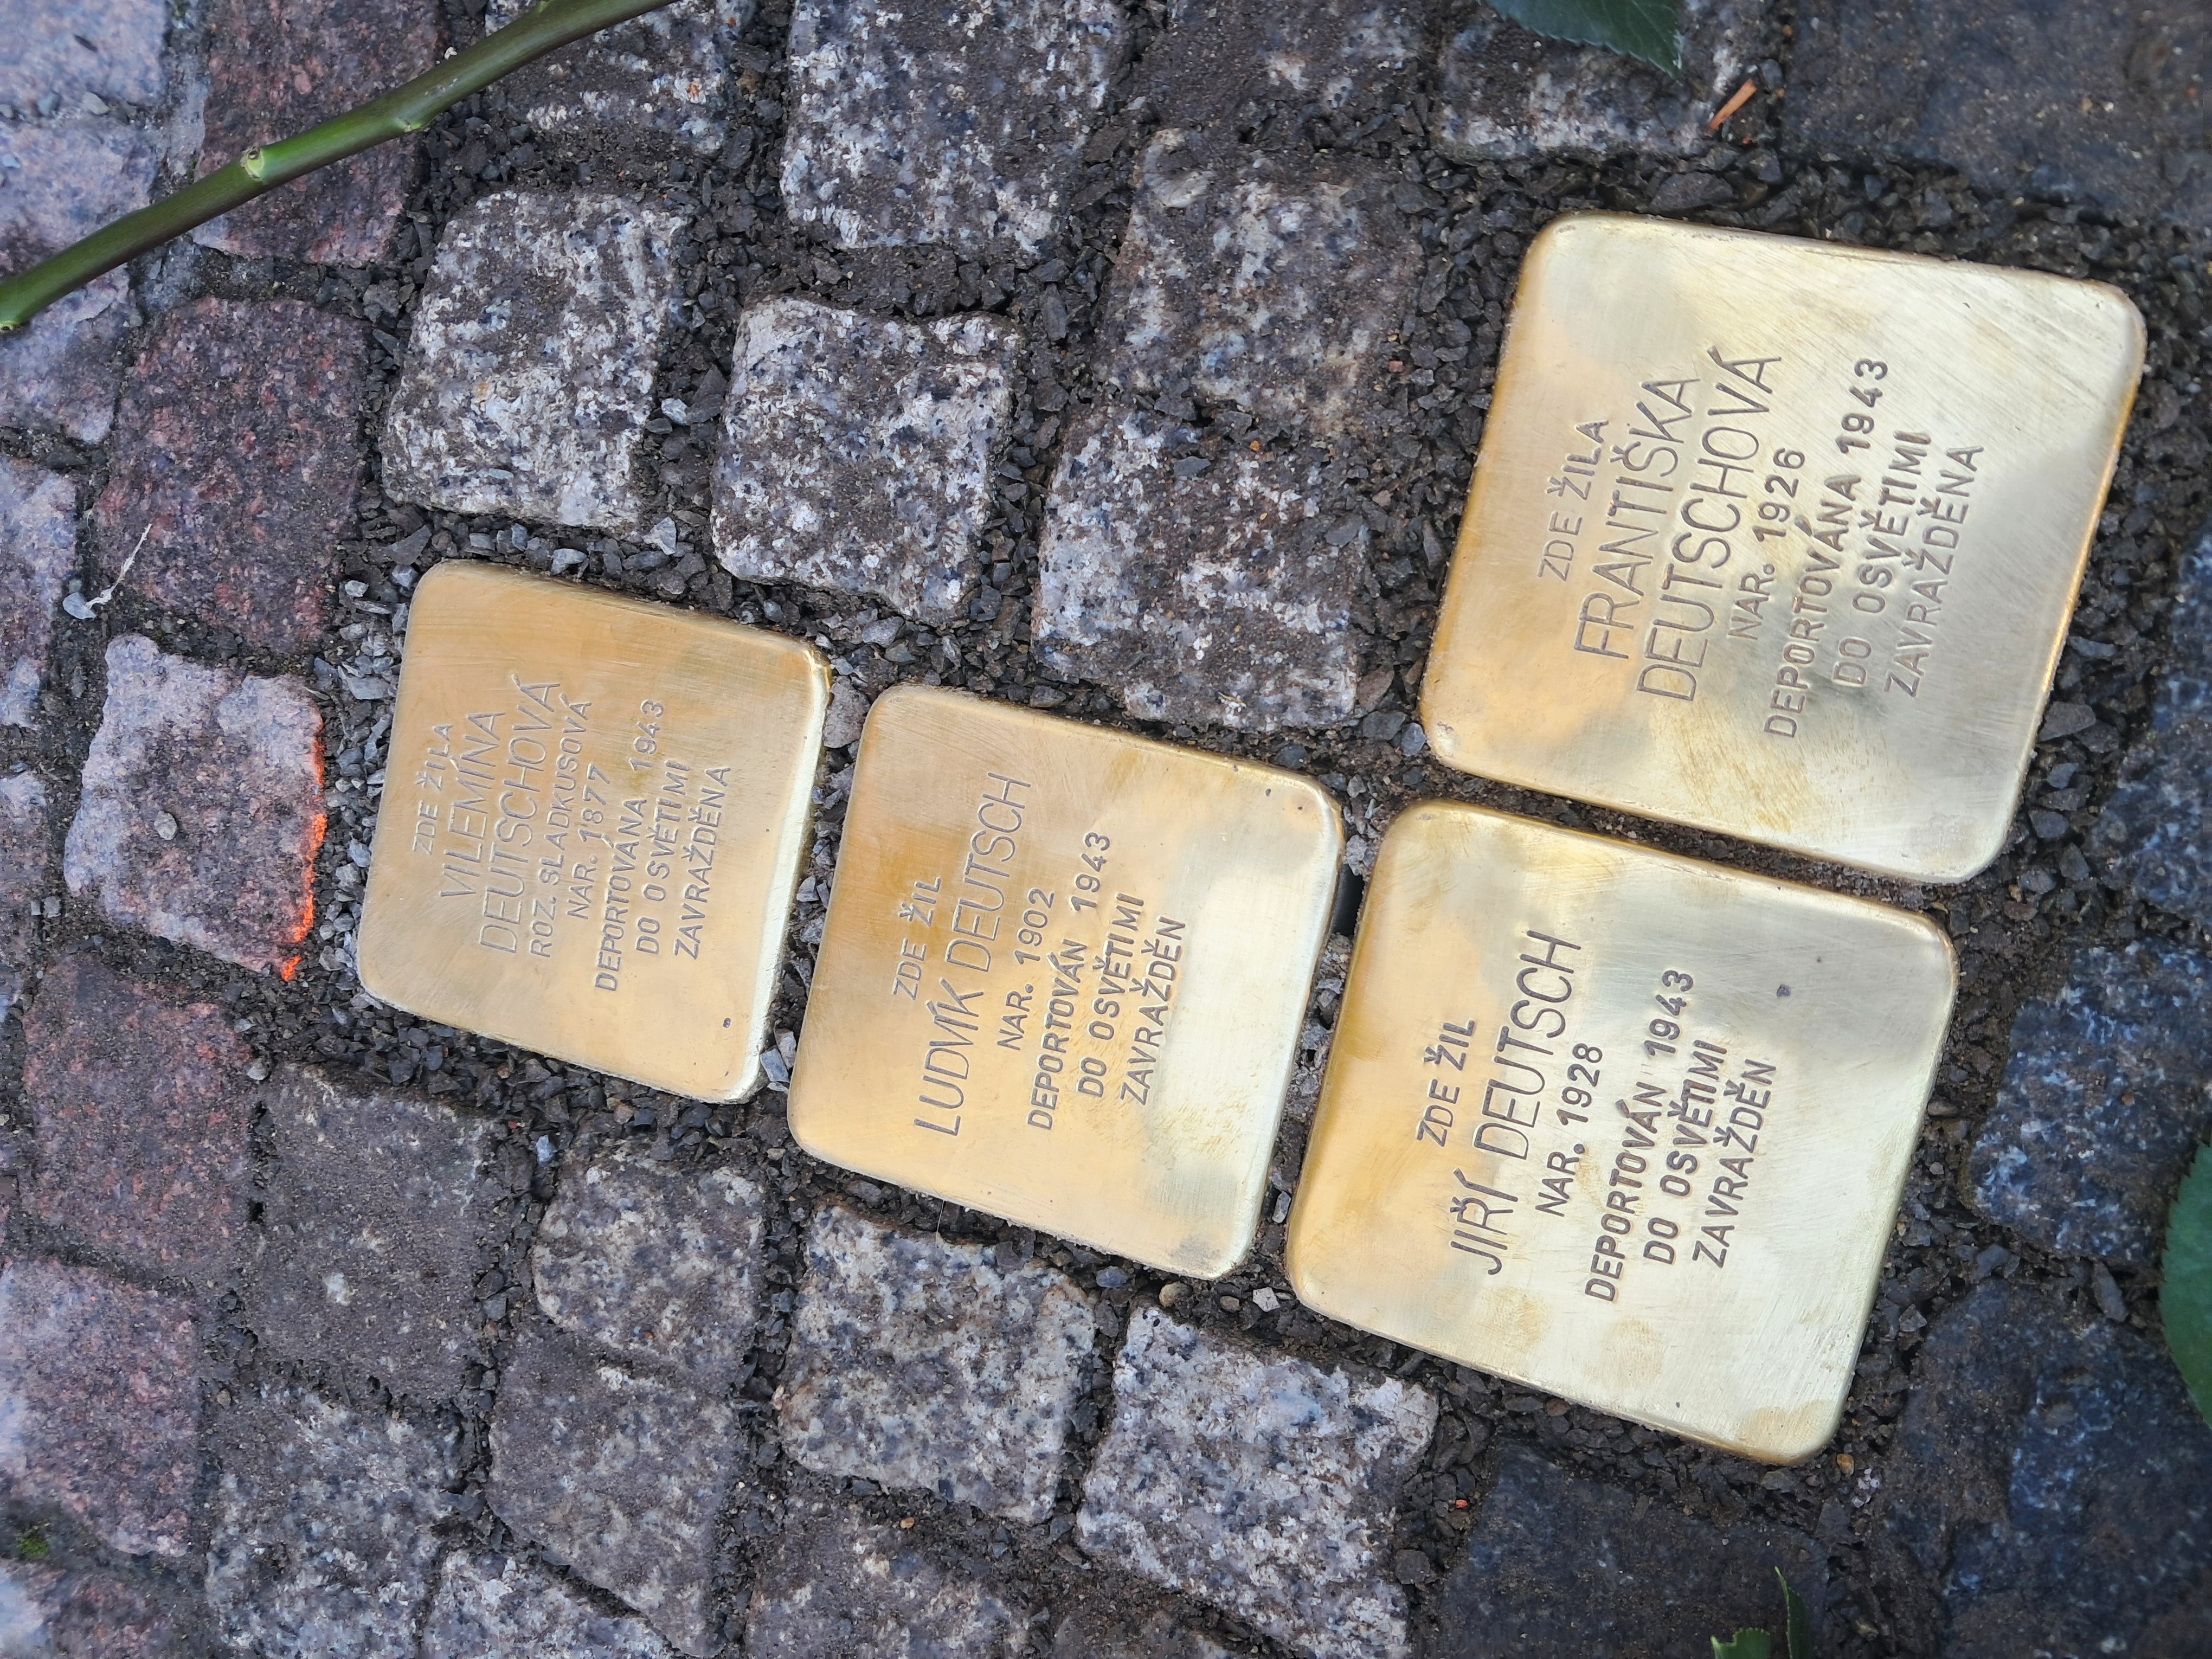 ZDE ŽILA
VILEMÍNA
DEUTSCHOVÁ
ROZ. SLADKUSOVÁ
NAR. 1877
DEPORTOVÁNA 1943
DO OSVĚTIMI
ZAVRAŽDĚNA
ZDE ŽIL
LUDVÍK DEUTSCH
NAR. 1902
DEPORTOVÁN 1943
DO OSVĚTIMI
ZAVRAŽDĚN
ZDE ŽILA
FRANTIŠKA
DEUTSCHOVÁ
NAR. 1926
DEPORTOVÁNA 1943
DO OSVĚTIMI
ZAVRAŽDĚNA
ZDE ŽIL
JIŘÍ DEUTSCH
NAR. 1928
DEPORTOVÁN 1943
DO OSVĚTIMI
ZAVRAŽDĚN